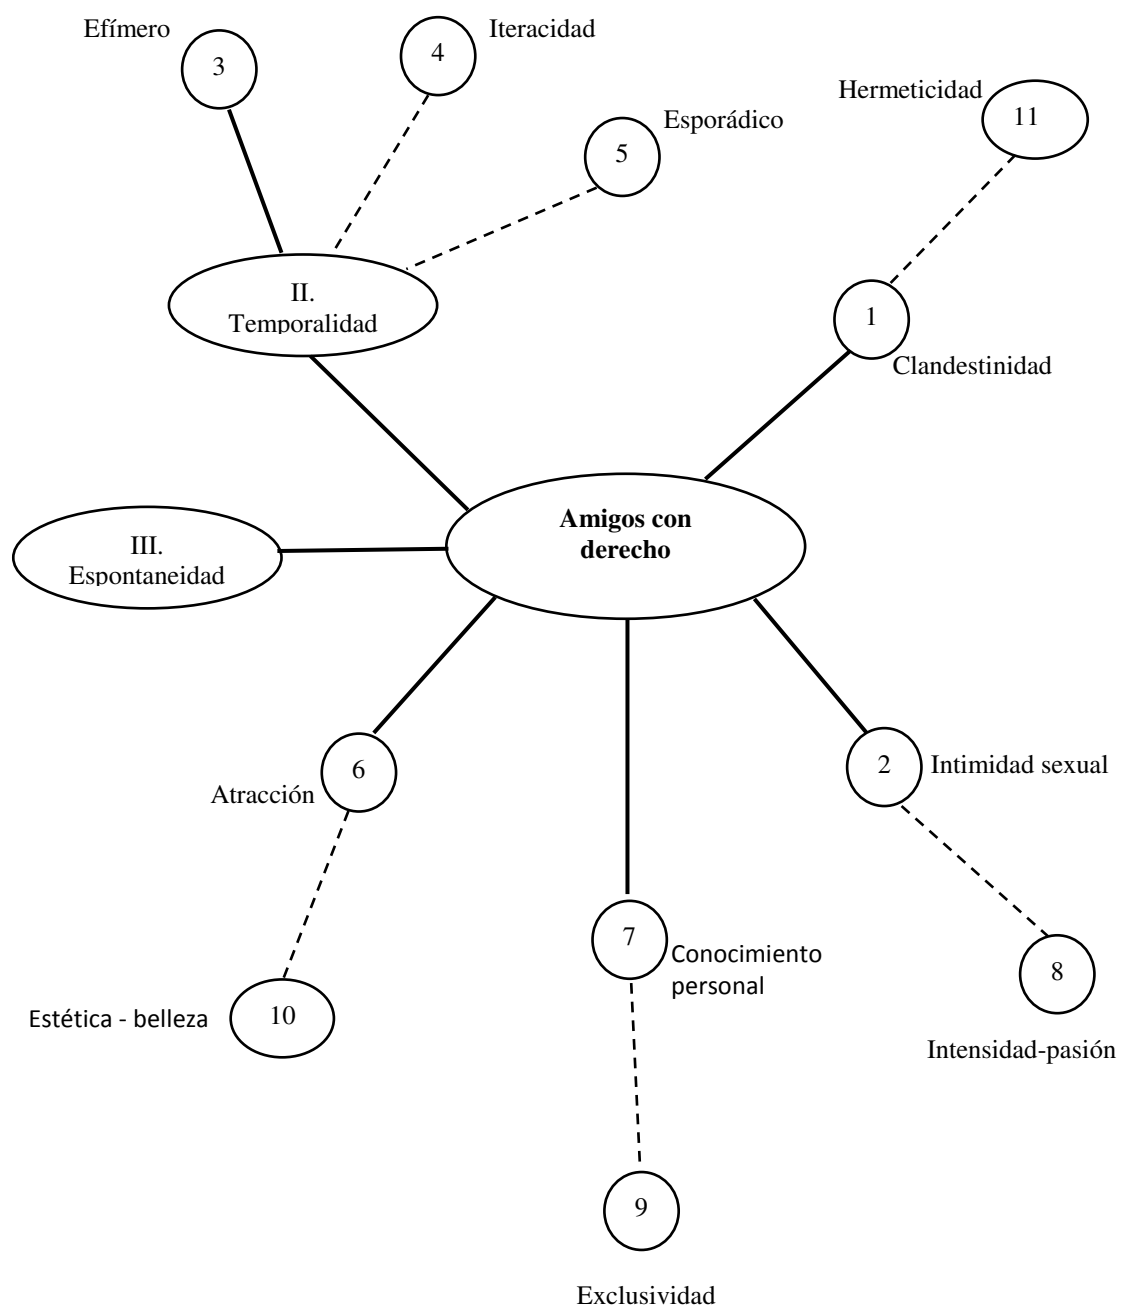 Efímero
3
4
Iteracidad
5
Esporádico
Hermeticidad
11
II.
Temporalidad
1
Clandestinidad
Amigos con
derecho
III.
Espontaneidad
6
Atracción
2
Intimidad sexual
7
Conocimiento
personal
8
Intensidad-pasión
Estética - belleza
10
9
Exclusividad